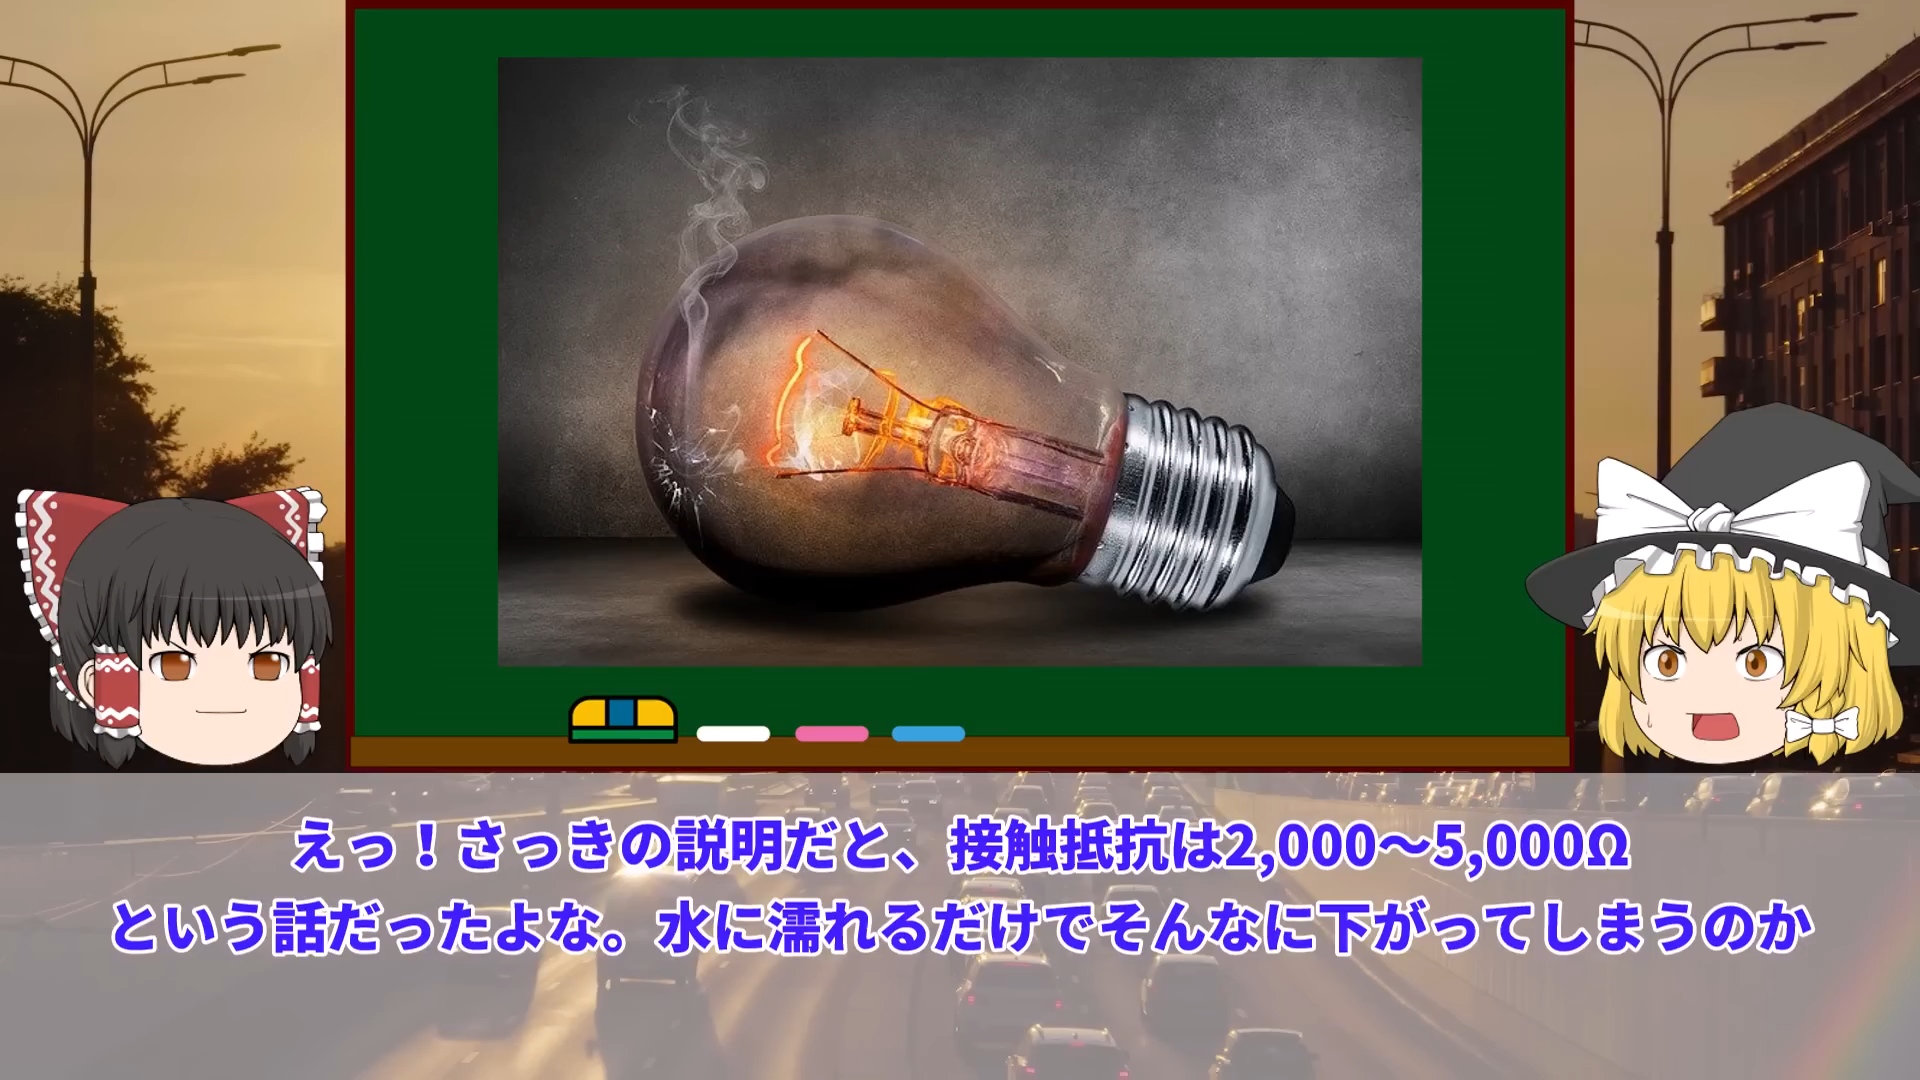 えっ！さっきの説明だと、接触抵抗は2,000～5,000Ω
という話だったよな。水に濡れるだけでそんなに下がってしまうのか